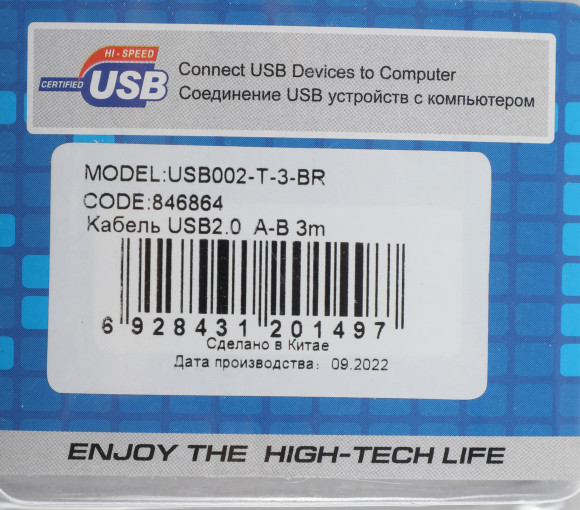 HI-SPEED
CERTIFIED USB
Connect USB Devices to Computer
Соединение USB устройств с компьютером
MODEL:USB002-T-3-BR
CODE:846864
Кабель USB2.0 A-B 3m
6 928431 201497
Сделано в Китае
Дата производства: 09.2022
ENJOY THE HIGH-TECH LIFE